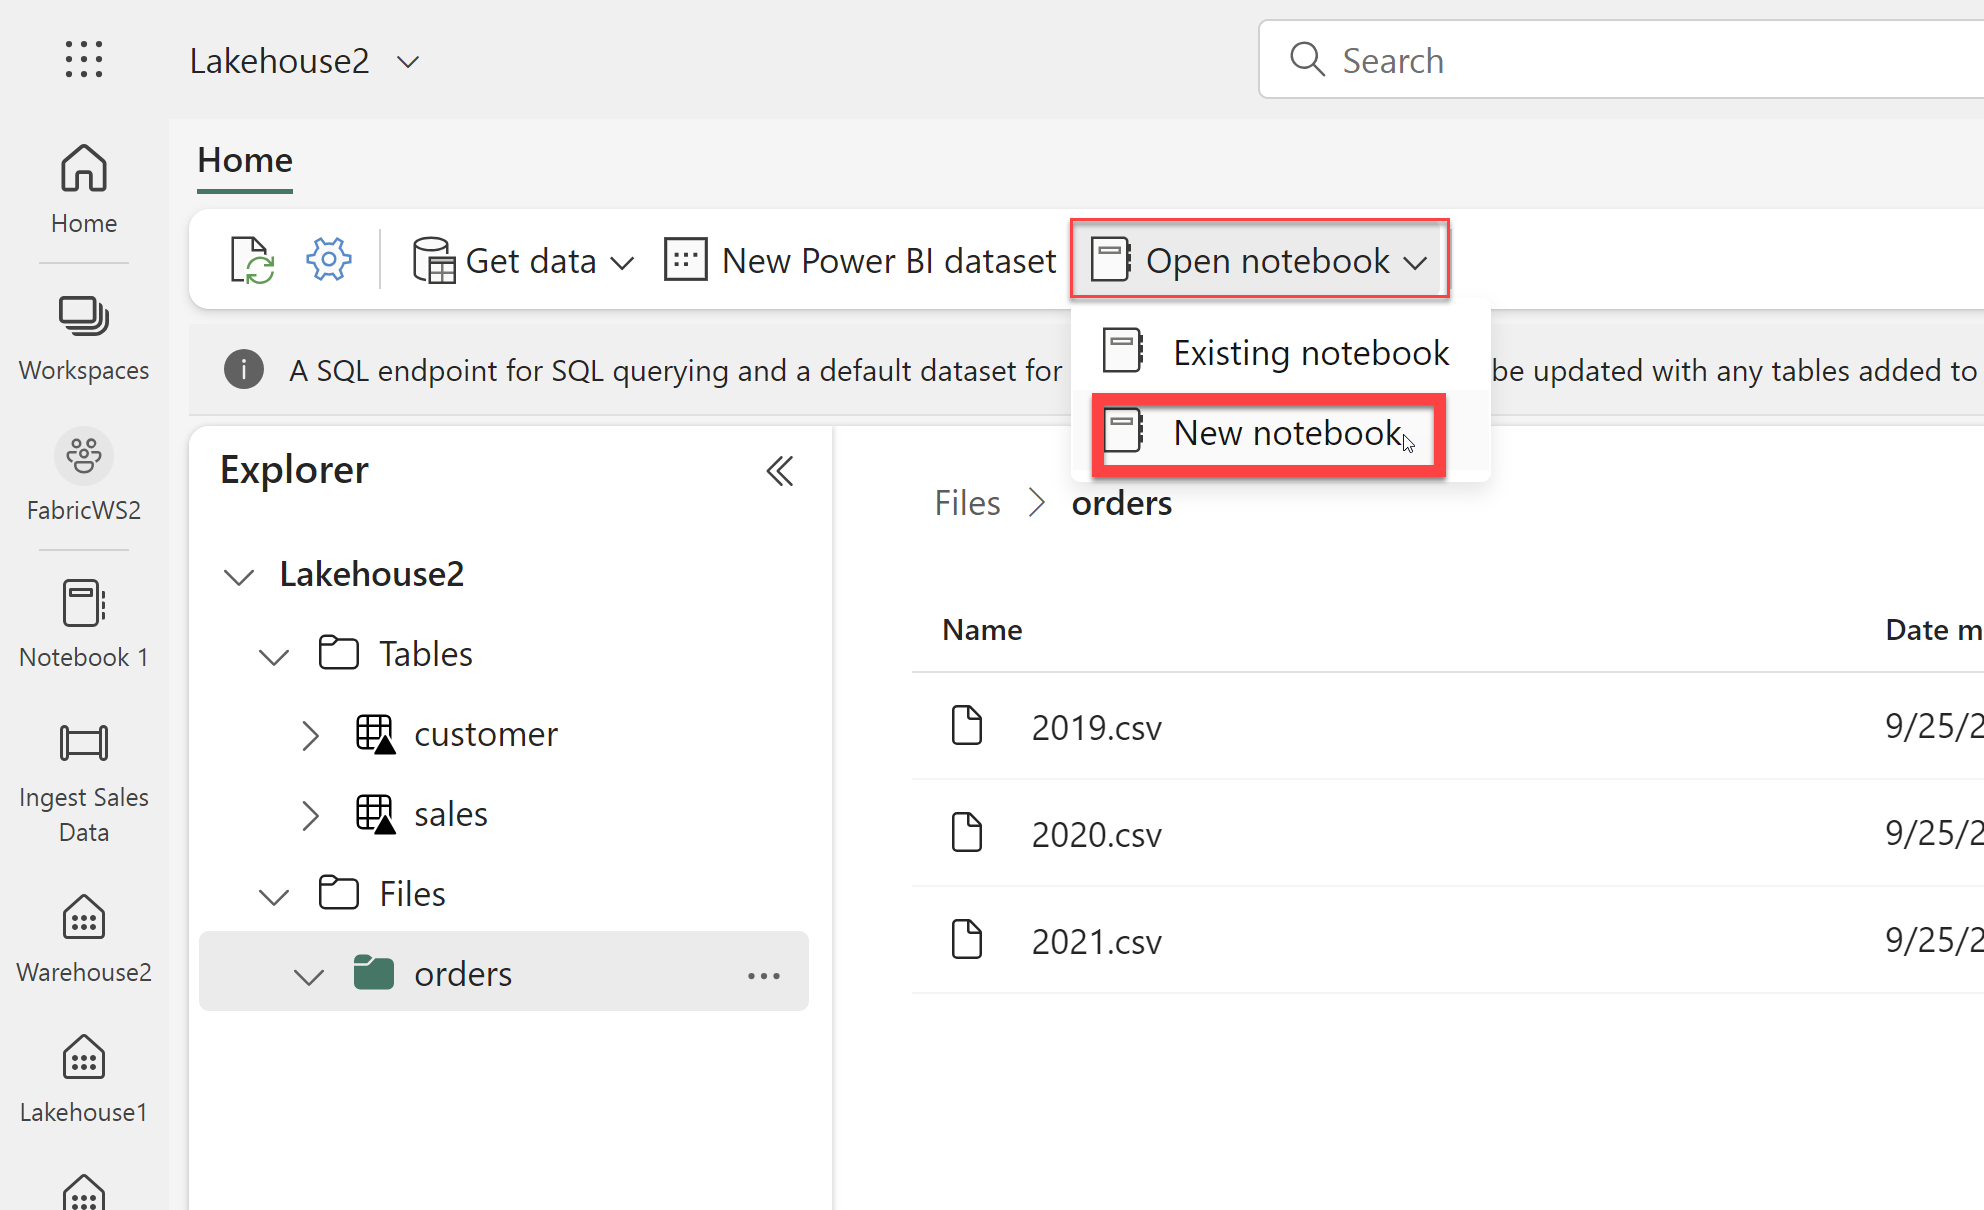 Lakehouse2
Search
Home
Home
Get data
New Power BI dataset
Open notebook
Existing notebook
New notebook
Workspaces
A SQL endpoint for SQL querying and a default dataset for
be updated with any tables added to
FabricWS2
Explorer
Files
orders
Lakehouse2
Tables
customer
sales
Files
orders
Name
Date m
2019.csv
9/25/2
2020.csv
9/25/2
2021.csv
9/25/2
Notebook 1
Ingest Sales
Data
Warehouse2
Lakehouse1